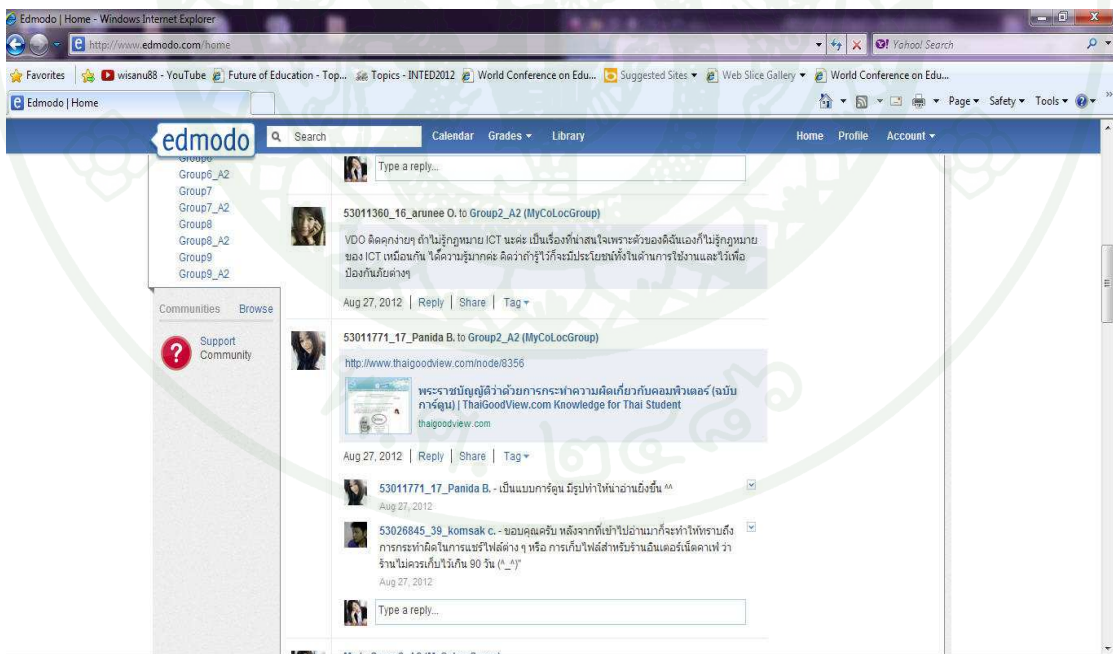 Edmodo | Home - Windows Internet Explorer
http://www.edmodo.com/home
Yahoo! Search
Favorites wisanu88 - YouTube Future of Education - Top... Topics - INTED2012 World Conference on Edu... Suggested Sites Web Slice Gallery World Conference on Edu...
Edmodo | Home
Page Safety Tools
edmodo Search Calendar Grades Library Home Profile Account
Group6
Group6_A2
Group7
Group7_A2
Group8
Group8_A2
Group9
Group9_A2
Communities Browse
Support
Community
Type a reply...
53011360_16_arunee O. to Group2_A2 (MyCoLocGroup)
VDO ติดคุกง่ายๆ ถ้าไม่รู้กฎหมาย ICT นะค่ะ เป็นเรื่องที่น่าสนใจเพราะตัวของดิฉันเองก็ไม่รู้กฎหมาย
ของ ICT เหมือนกัน ได้ความรู้มากค่ะ คิดว่าถ้ารู้ไว้ก็จะมีประโยชน์ทั้งในด้านการใช้งานและไว้เพื่อ
ป้องกันภัยต่างๆ
Aug 27, 2012 | Reply | Share | Tag
53011771_17_Panida B. to Group2_A2 (MyCoLocGroup)
http://www.thaigoodview.com/node/8356
พระราชบัญญัติว่าด้วยการกระทำความผิดเกี่ยวกับคอมพิวเตอร์ (ฉบับ
การ์ตูน) | ThaiGoodView.com Knowledge for Thai Student
thaigoodview.com
Aug 27, 2012 | Reply | Share | Tag
53011771_17_Panida B. - เป็นแบบการ์ตูน มีรูปทำให้น่าอ่านยิ่งขึ้น ^^
Aug 27, 2012
53026845_39_komsak c. - ขอบคุณครับ หลังจากที่เข้าไปอ่านมาก็จะทำให้ทราบถึง
การกระทำผิดในการแชร์ไฟล์ต่าง ๆ หรือ การเก็บไฟล์สำหรับร้านอินเตอร์เน็ตคาเฟ่ ว่า
ร้านไม่ควรเก็บไว้เกิน 90 วัน (^_^)"
Aug 27, 2012
Type a reply...